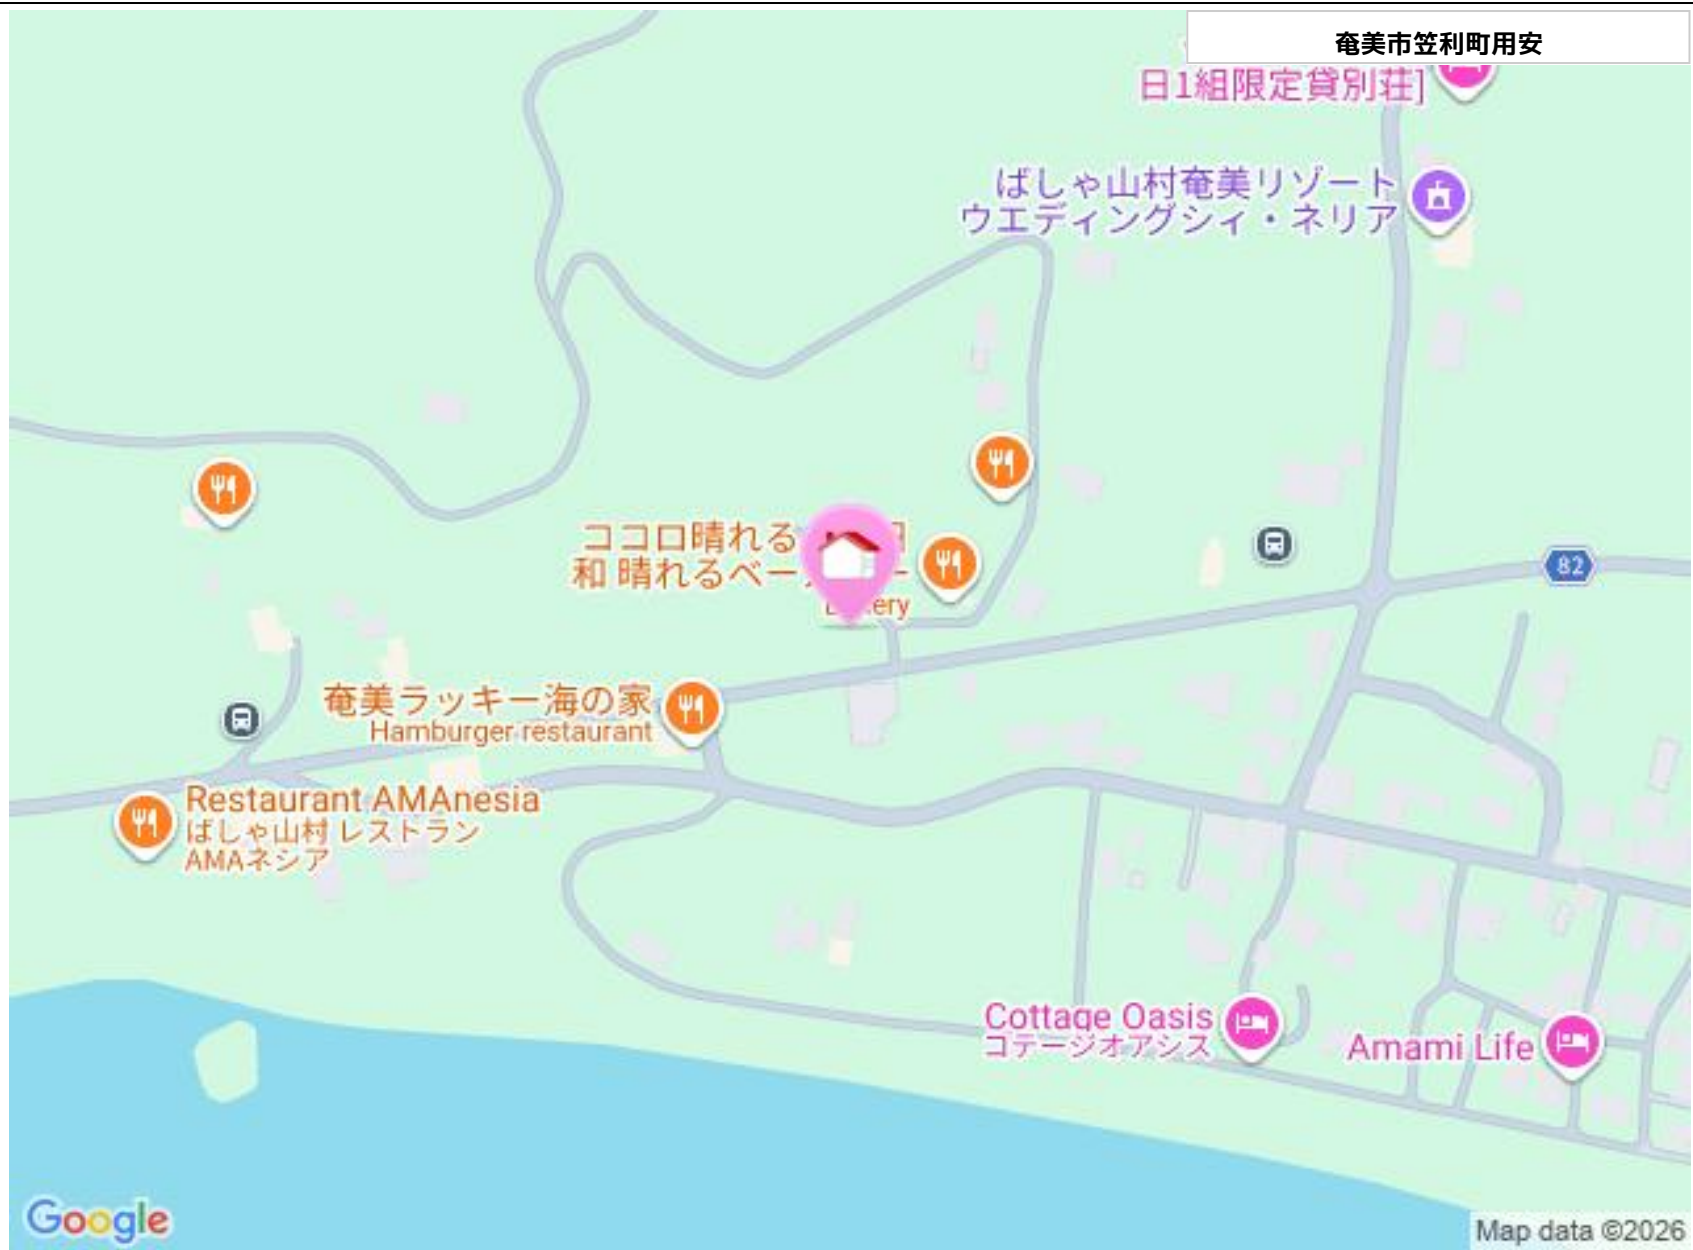 奄美市笠利町用安
日1組限定貸別荘]
ばしゃ山村奄美リゾート
ウエディングシィ・ネリア
ココロ晴れる
和 晴れるベー
奄美ラッキー海の家
Hamburger restaurant
82
Restaurant AMAnesia
ばしゃ山村 レストラン
AMAネシア
Cottage Oasis
コテージオアシス
Amami Life
Google
Map data ©2026